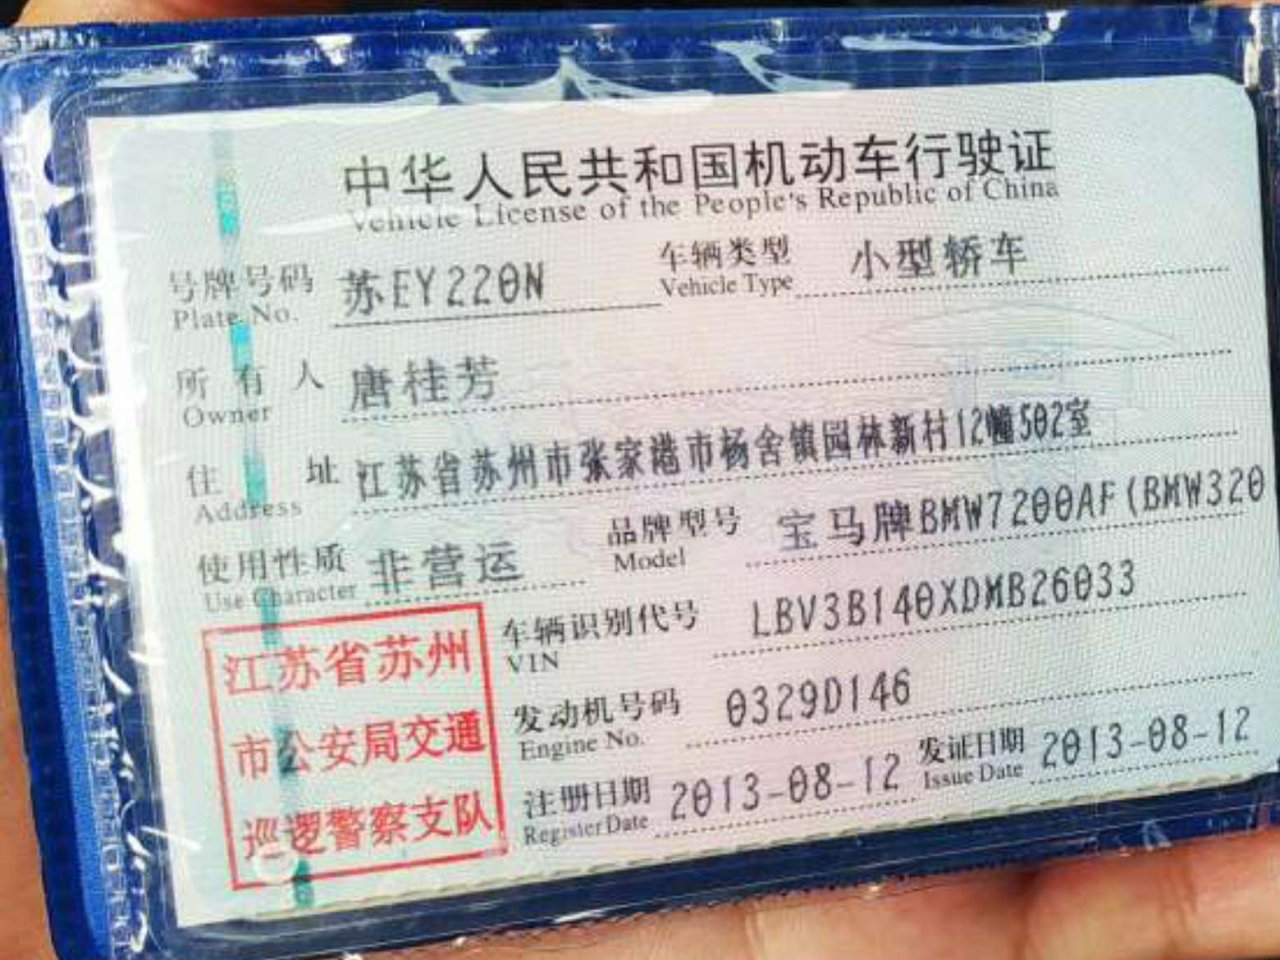 中华人民共和国机动车行驶证
Vehicle License of the People's Republic of China
号牌号码 苏EY220N 车辆类型 小型轿车
Plate No. Vehicle Type
所有人 唐桂芳
Owner
住址 江苏省苏州市张家港市杨舍镇园林新村12幢502室
Address
使用性质 非营运 品牌型号 宝马牌BMW7200AF(BMW320
Use Character Model
车辆识别代号 LBV3B140XDMB26033
VIN
发动机号码 0329D146
Engine No.
注册日期 2013-08-12 发证日期 2013-08-12
Register Date Issue Date
江苏省苏州
市公安局交通
巡逻警察支队